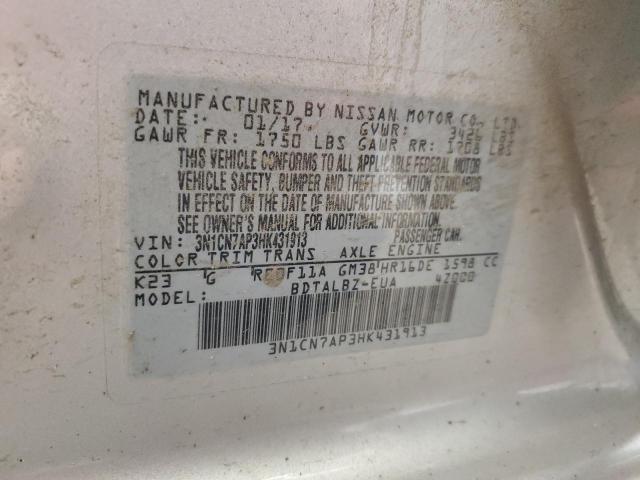 MANUFACTURED BY NISSAN MOTOR CO. LTD
DATE: 01/17 GVWR: LBS
GAWR FR: 1750 LBS GAWR RR: 1708 LBS
THIS VEHICLE CONFORMS TO ALL APPLICABLE FEDERAL MOTOR
VEHICLE SAFETY, BUMPER AND THEFT-PREVENTION STANDARDS
IN EFFECT ON THE DATE OF MANUFACTURE SHOWN ABOVE.
SEE OWNER'S MANUAL FOR ADDITIONAL INFORMATION.
VIN: 3N1CN7AP3HK431913 PASSENGER CAR.
COLOR TRIM TRANS AXLE ENGINE
K23 G GM38 HR16DE 1598 CC
MODEL: BDTALBZ-EUA 42000
3N1CN7AP3HK431913